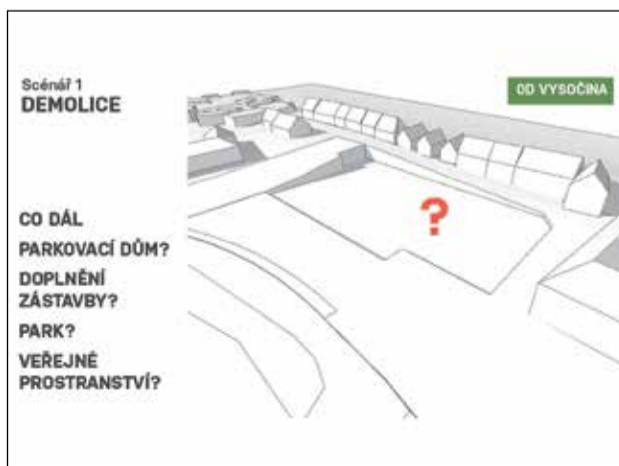 Scénář 1
DEMOLICE
OD VYSOČINA
CO DÁL
PARKOVACÍ DŮM?
DOPLNĚNÍ
ZÁSTAVBY?
PARK?
VEŘEJNÉ
PROSTRANSTVÍ?
?